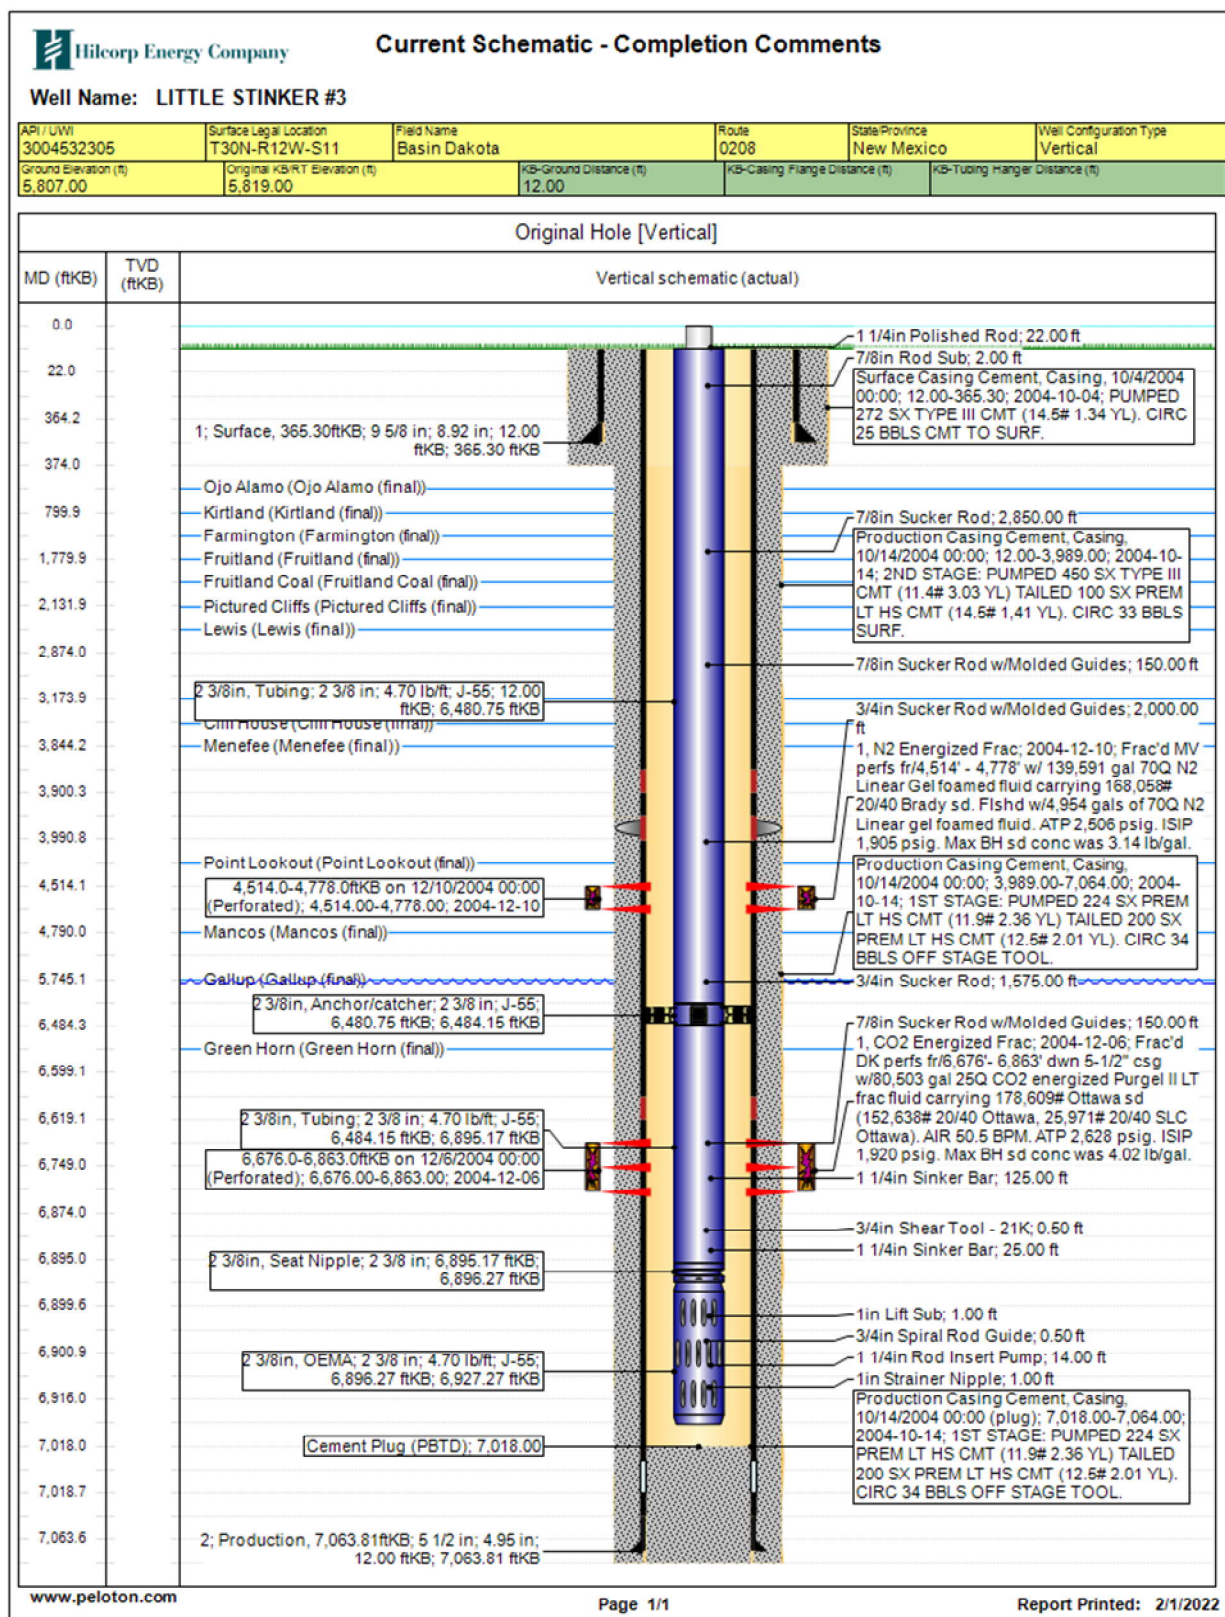 Hilcorp Energy Company
Current Schematic - Completion Comments
Well Name: LITTLE STINKER #3
API / UWI
3004532305
Surface Legal Location
T30N-R12W-S11
Field Name
Basin Dakota
Route
0208
State/Province
New Mexico
Well Configuration Type
Vertical
Ground Elevation (ft)
5,807.00
Original KB/RT Elevation (ft)
5,819.00
KB-Ground Distance (ft)
12.00
KB-Casing Flange Distance (ft)
KB-Tubing Hanger Distance (ft)
Original Hole [Vertical]
MD (ftKB)
TVD
(ftKB)
Vertical schematic (actual)
0.0
22.0
364.2
374.0
799.9
1,779.9
2,131.9
2,874.0
3,173.9
3,844.2
3,900.3
3,990.8
4,514.1
4,790.0
5,745.1
6,484.3
6,599.1
6,619.1
6,749.0
6,874.0
6,895.0
6,899.6
6,900.9
6,916.0
7,018.0
7,018.7
7,063.6
1; Surface, 365.30ftKB; 9 5/8 in; 8.92 in; 12.00
ftKB; 365.30 ftKB
Ojo Alamo (Ojo Alamo (final))
Kirtland (Kirtland (final))
Farmington (Farmington (final))
Fruitland (Fruitland (final))
Fruitland Coal (Fruitland Coal (final))
Pictured Cliffs (Pictured Cliffs (final))
Lewis (Lewis (final))
2 3/8in, Tubing; 2 3/8 in; 4.70 lb/ft; J-55; 12.00
ftKB; 6,480.75 ftKB
Cliff House (Cliff House (final))
Menefee (Menefee (final))
Point Lookout (Point Lookout (final))
4,514.0-4,778.0ftKB on 12/10/2004 00:00
(Perforated); 4,514.00-4,778.00; 2004-12-10
Mancos (Mancos (final))
Gallup (Gallup (final))
2 3/8in, Anchor/catcher; 2 3/8 in; J-55;
6,480.75 ftKB; 6,484.15 ftKB
Green Horn (Green Horn (final))
2 3/8in, Tubing; 2 3/8 in; 4.70 lb/ft; J-55;
6,484.15 ftKB; 6,895.17 ftKB
6,676.0-6,863.0ftKB on 12/6/2004 00:00
(Perforated); 6,676.00-6,863.00; 2004-12-06
2 3/8in, Seat Nipple; 2 3/8 in; 6,895.17 ftKB;
6,896.27 ftKB
2 3/8in, OEMA; 2 3/8 in; 4.70 lb/ft; J-55;
6,896.27 ftKB; 6,927.27 ftKB
Cement Plug (PBTD); 7,018.00
2; Production, 7,063.81ftKB; 5 1/2 in; 4.95 in;
12.00 ftKB; 7,063.81 ftKB
1 1/4in Polished Rod; 22.00 ft
7/8in Rod Sub; 2.00 ft
Surface Casing Cement, Casing, 10/4/2004
00:00; 12.00-365.30; 2004-10-04; PUMPED
272 SX TYPE III CMT (14.5# 1.34 YL). CIRC
25 BBLS CMT TO SURF.
7/8in Sucker Rod; 2,850.00 ft
Production Casing Cement, Casing,
10/14/2004 00:00; 12.00-3,989.00; 2004-10-
14; 2ND STAGE: PUMPED 450 SX TYPE III
CMT (11.4# 3.03 YL) TAILED 100 SX PREM
LT HS CMT (14.5# 1,41 YL). CIRC 33 BBLS
SURF.
7/8in Sucker Rod w/Molded Guides; 150.00 ft
3/4in Sucker Rod w/Molded Guides; 2,000.00
ft
1, N2 Energized Frac; 2004-12-10; Frac'd MV
perfs fr/4,514' - 4,778' w/ 139,591 gal 70Q N2
Linear Gel foamed fluid carrying 168,058#
20/40 Brady sd. Flshd w/4,954 gals of 70Q N2
Linear gel foamed fluid. ATP 2,506 psig. ISIP
1,905 psig. Max BH sd conc was 3.14 lb/gal.
Production Casing Cement, Casing,
10/14/2004 00:00; 3,989.00-7,064.00; 2004-
10-14; 1ST STAGE: PUMPED 224 SX PREM
LT HS CMT (11.9# 2.36 YL) TAILED 200 SX
PREM LT HS CMT (12.5# 2.01 YL). CIRC 34
BBLS OFF STAGE TOOL.
3/4in Sucker Rod; 1,575.00 ft
7/8in Sucker Rod w/Molded Guides; 150.00 ft
1, CO2 Energized Frac; 2004-12-06; Frac'd
DK perfs fr/6,676'- 6,863' dwn 5-1/2" csg
w/80,503 gal 25Q CO2 energized Purgel II LT
frac fluid carrying 178,609# Ottawa sd
(152,638# 20/40 Ottawa, 25,971# 20/40 SLC
Ottawa). AIR 50.5 BPM. ATP 2,628 psig. ISIP
1,920 psig. Max BH sd conc was 4.02 lb/gal.
1 1/4in Sinker Bar; 125.00 ft
3/4in Shear Tool - 21K; 0.50 ft
1 1/4in Sinker Bar; 25.00 ft
1in Lift Sub; 1.00 ft
3/4in Spiral Rod Guide; 0.50 ft
1 1/4in Rod Insert Pump; 14.00 ft
1in Strainer Nipple; 1.00 ft
Production Casing Cement, Casing,
10/14/2004 00:00 (plug); 7,018.00-7,064.00;
2004-10-14; 1ST STAGE: PUMPED 224 SX
PREM LT HS CMT (11.9# 2.36 YL) TAILED
200 SX PREM LT HS CMT (12.5# 2.01 YL).
CIRC 34 BBLS OFF STAGE TOOL.
www.peloton.com
Page 1/1
Report Printed: 2/1/2022